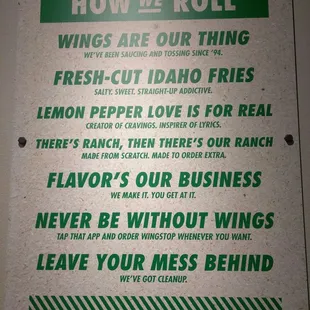 HOW WE ROLL
WINGS ARE OUR THING
WE'VE BEEN SAUCING AND TOSSING SINCE '94.
FRESH-CUT IDAHO FRIES
SALTY. SWEET. STRAIGHT-UP ADDICTIVE.
LEMON PEPPER LOVE IS FOR REAL
CREATOR OF CRAVINGS. INSPIRER OF LYRICS.
THERE'S RANCH, THEN THERE'S OUR RANCH
MADE FROM SCRATCH. MADE TO ORDER EXTRA.
FLAVOR'S OUR BUSINESS
WE MAKE IT. YOU GET AT IT.
NEVER BE WITHOUT WINGS
TAP THAT APP AND ORDER WINGSTOP WHENEVER YOU WANT.
LEAVE YOUR MESS BEHIND
WE'VE GOT CLEANUP.